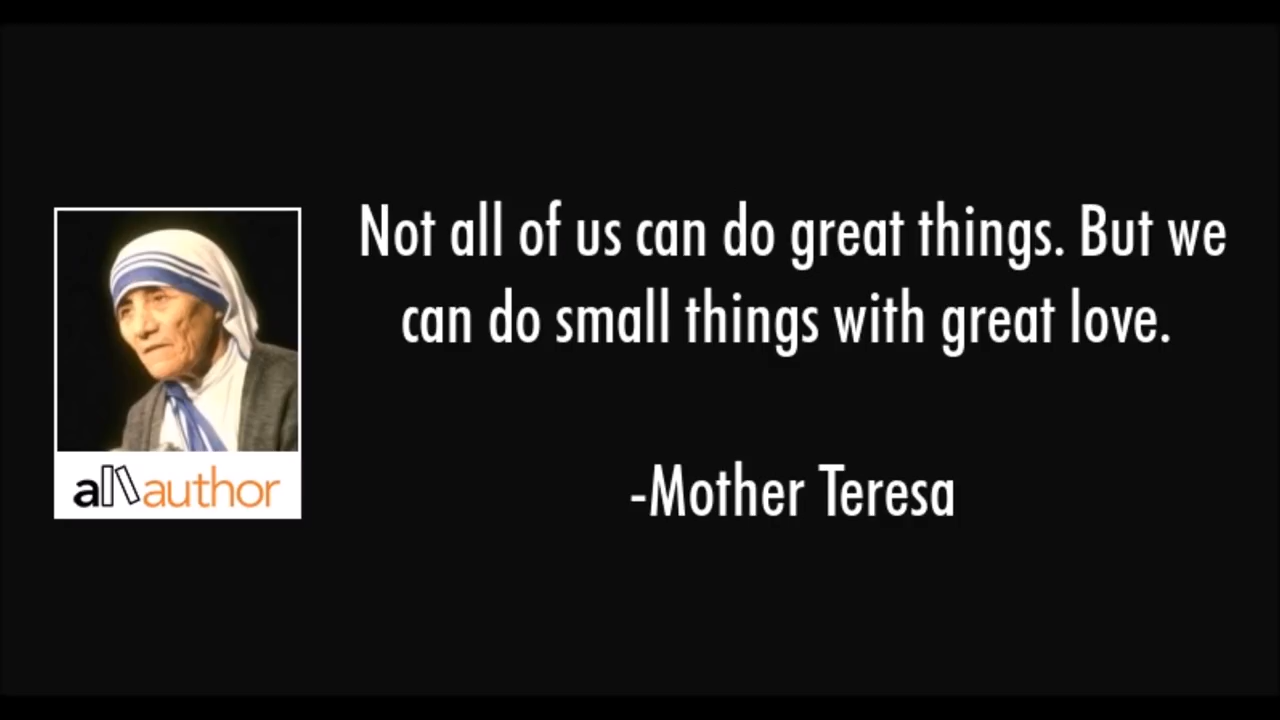 Not all of us can do great things. But we
can do small things with great love.
-Mother Teresa
allauthor